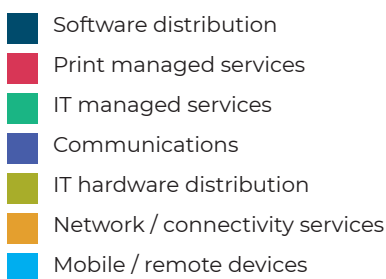 Software distribution
Print managed services
IT managed services
Communications
IT hardware distribution
Network / connectivity services
Mobile / remote devices